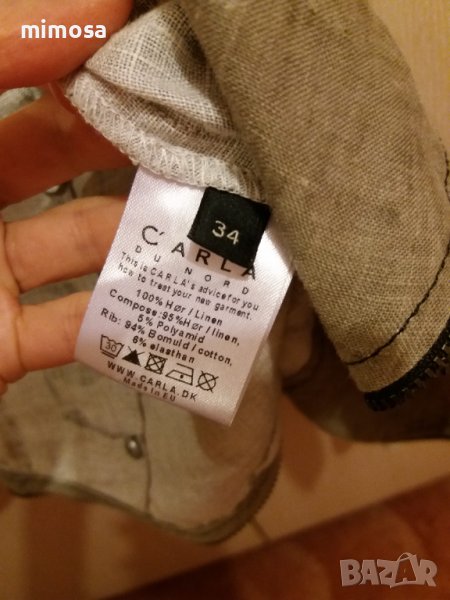 mimosa
34
C'ARLA
DU NORD
This is CARLA's advice for you
how to treat your new garment.
100% Hør / Linen
Compose: 95% Hør / linen,
5% Polyamid
Rib: 94% Bomuld / cotton,
6% elasthan
30
WWW.CARLA.DK
Made in EU
BAZAR